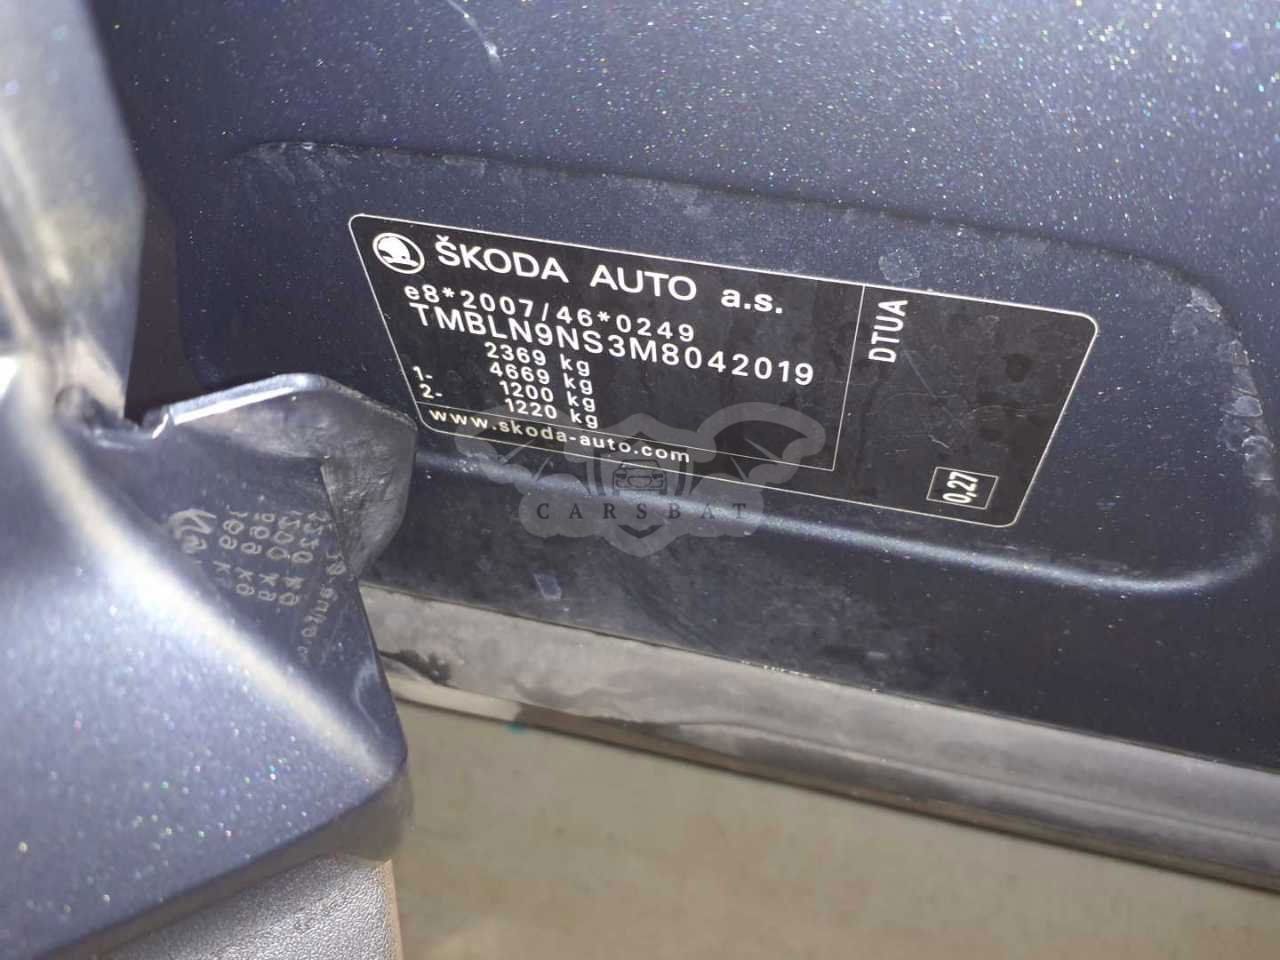 ŠKODA AUTO a.s.
e8*2007/46*0249
TMBLN9NS3M8042019
2369 kg
4669 kg
1- 1200 kg
2- 1220 kg
www.skoda-auto.com
DTUA
0,27
CARSBAT